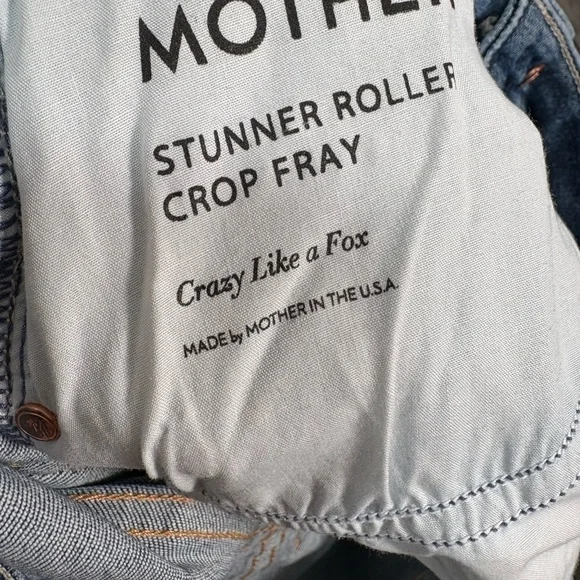 MOTHER
STUNNER ROLLER
CROP FRAY
Crazy Like a Fox
MADE by MOTHER IN THE U.S.A.